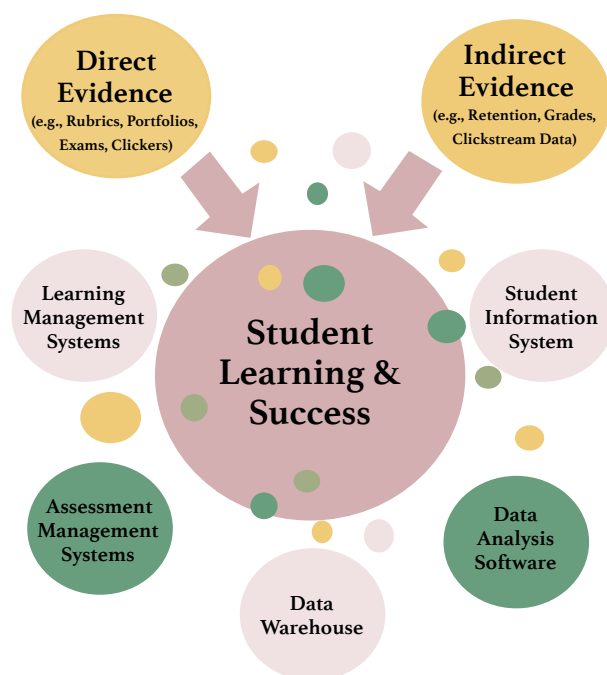 Direct
Evidence
(e.g., Rubrics, Portfolios,
Exams, Clickers)
Indirect
Evidence
(e.g., Retention, Grades,
Clickstream Data)
Learning
Management
Systems
Student
Learning &
Success
Student
Information
System
Assessment
Management
Systems
Data
Analysis
Software
Data
Warehouse